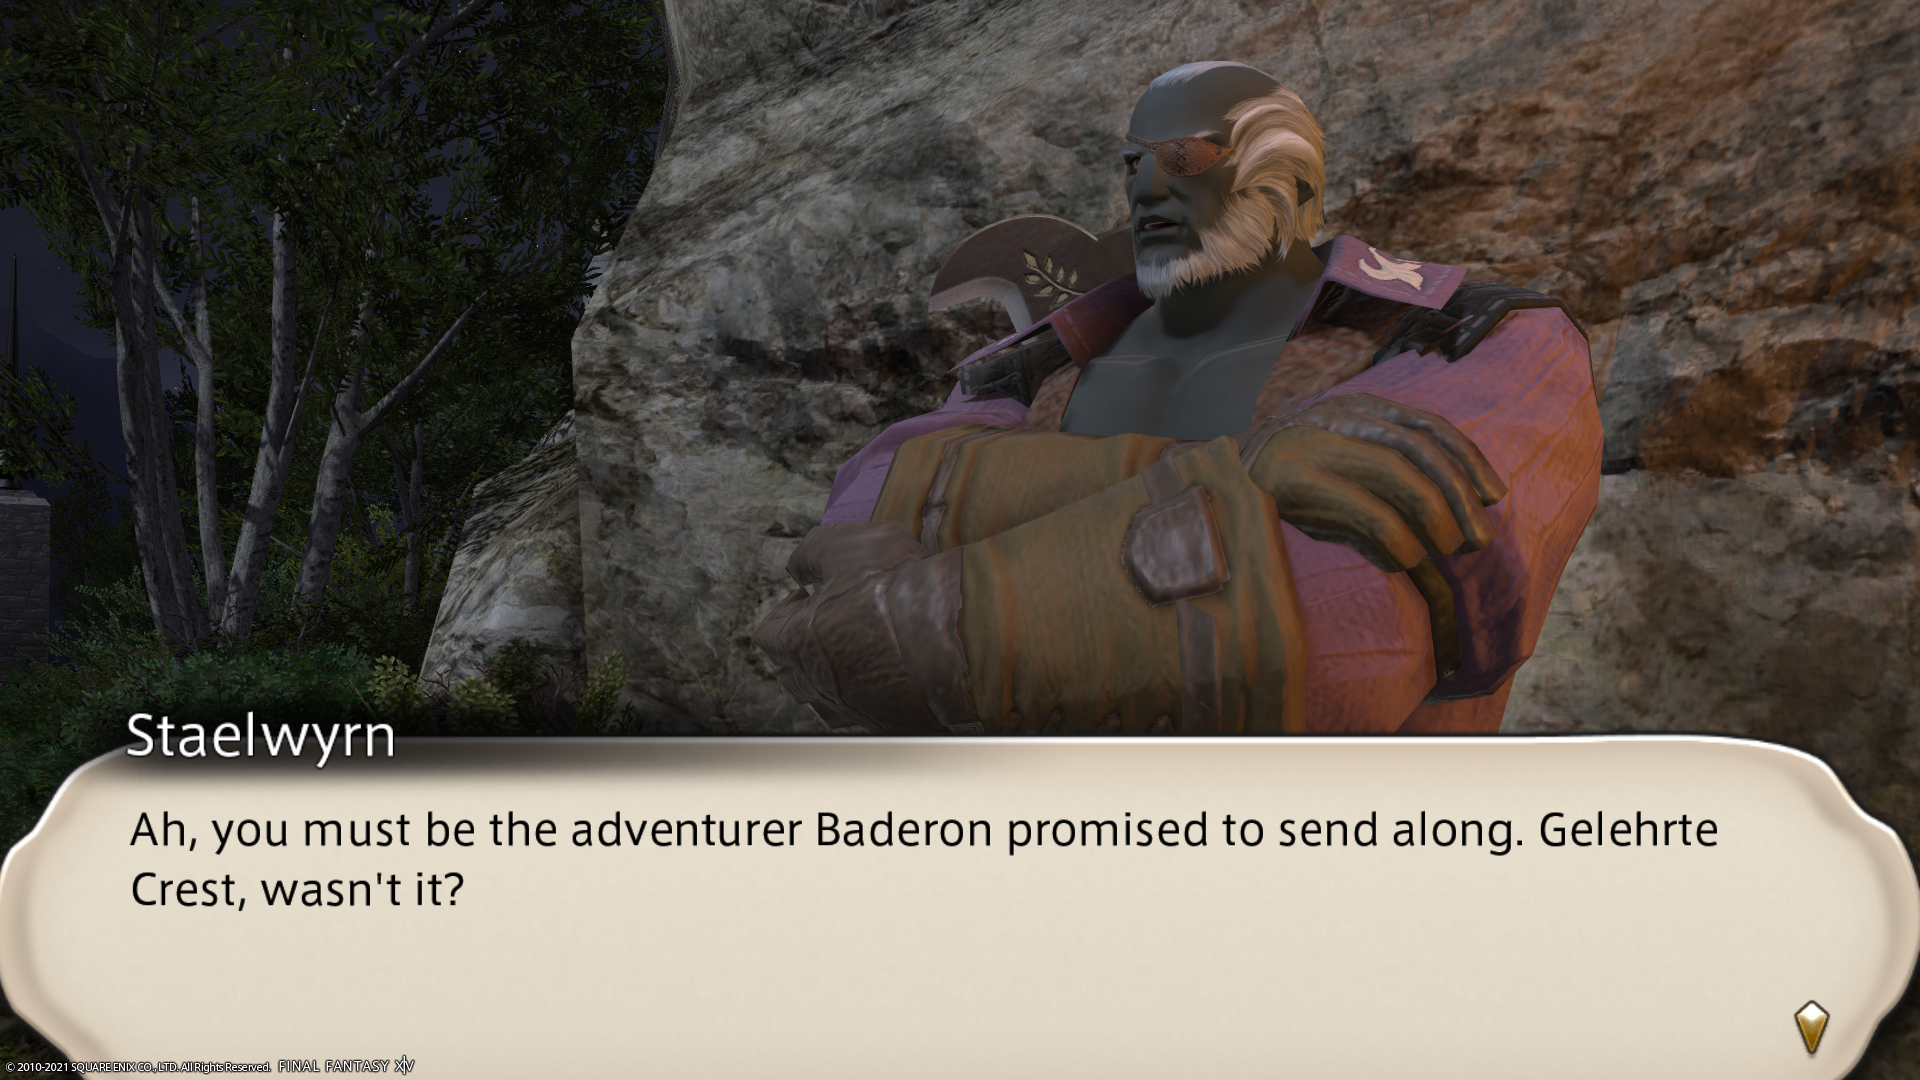 Staelwyrn
Ah, you must be the adventurer Baderon promised to send along. Gelehrte
Crest, wasn't it?
© 2010-2021 SQUARE ENIX CO., LTD. All Rights Reserved. FINAL FANTASY XIV